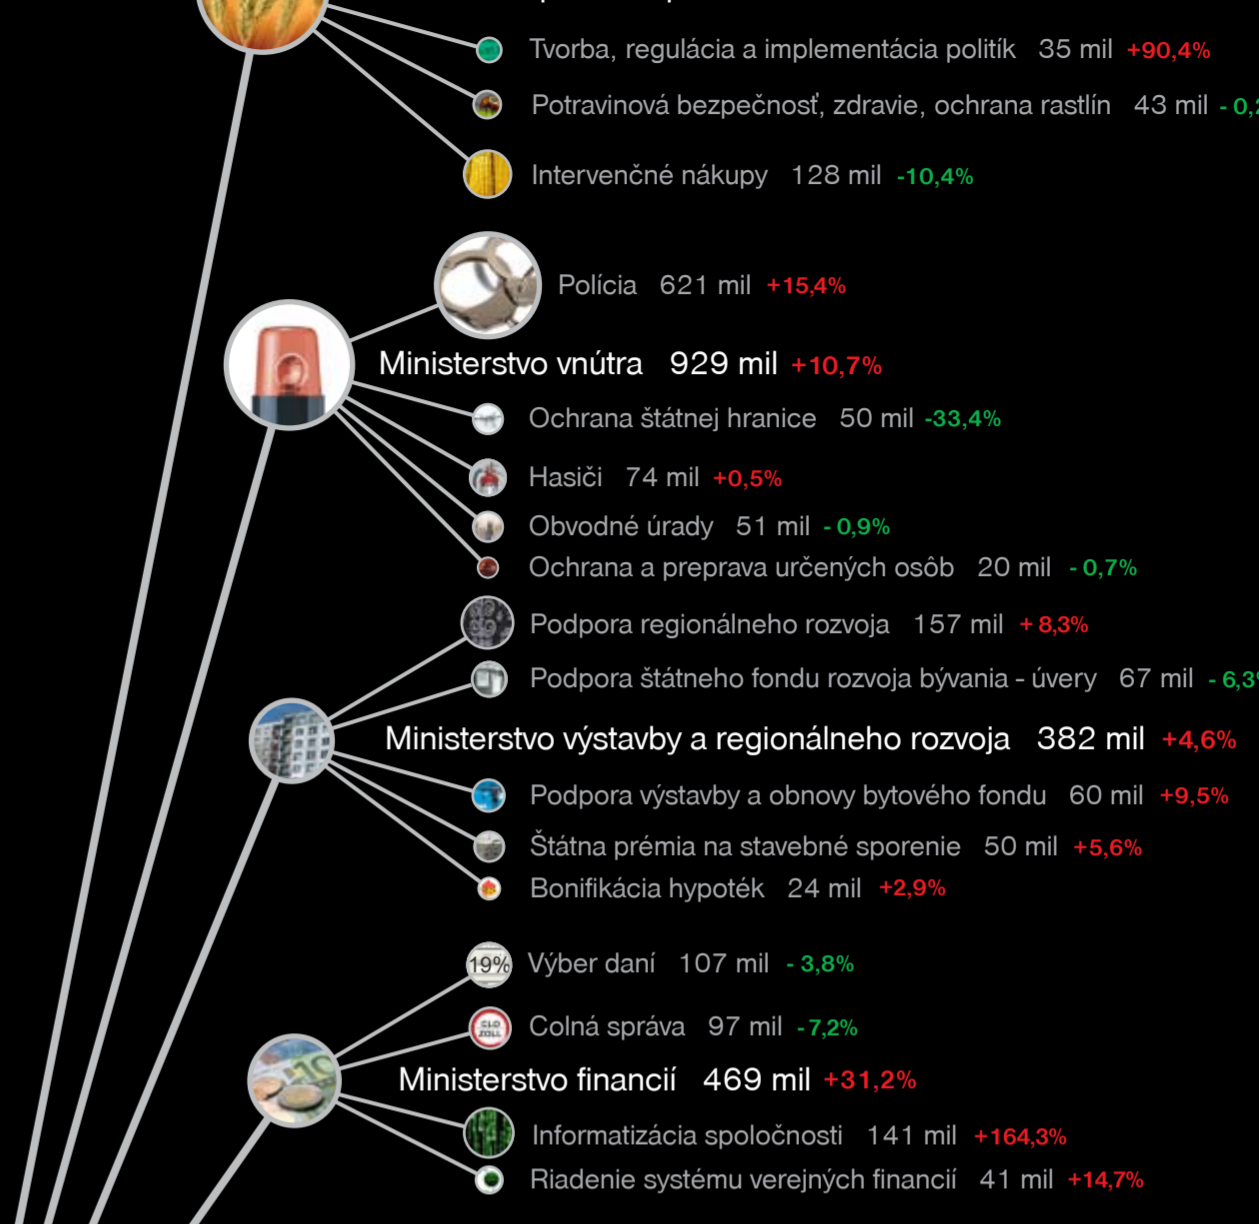 Tvorba, regulácia a implementácia politík 35 mil +90,4%
Potravinová bezpečnosť, zdravie, ochrana rastlín 43 mil - 0,
Intervenčné nákupy 128 mil -10,4%
Polícia 621 mil +15,4%
Ministerstvo vnútra 929 mil +10,7%
Ochrana štátnej hranice 50 mil -33,4%
Hasiči 74 mil +0,5%
Obvodné úrady 51 mil - 0,9%
Ochrana a preprava určených osôb 20 mil - 0,7%
Podpora regionálneho rozvoja 157 mil + 8,3%
Podpora štátneho fondu rozvoja bývania - úvery 67 mil - 6,3%
Ministerstvo výstavby a regionálneho rozvoja 382 mil +4,6%
Podpora výstavby a obnovy bytového fondu 60 mil +9,5%
Štátna prémia na stavebné sporenie 50 mil +5,6%
Bonifikácia hypoték 24 mil +2,9%
19% Výber daní 107 mil - 3,8%
CLO ZOLL Colná správa 97 mil - 7,2%
Ministerstvo financií 469 mil +31,2%
Informatizácia spoločnosti 141 mil +164,3%
Riadenie systému verejných financií 41 mil +14,7%